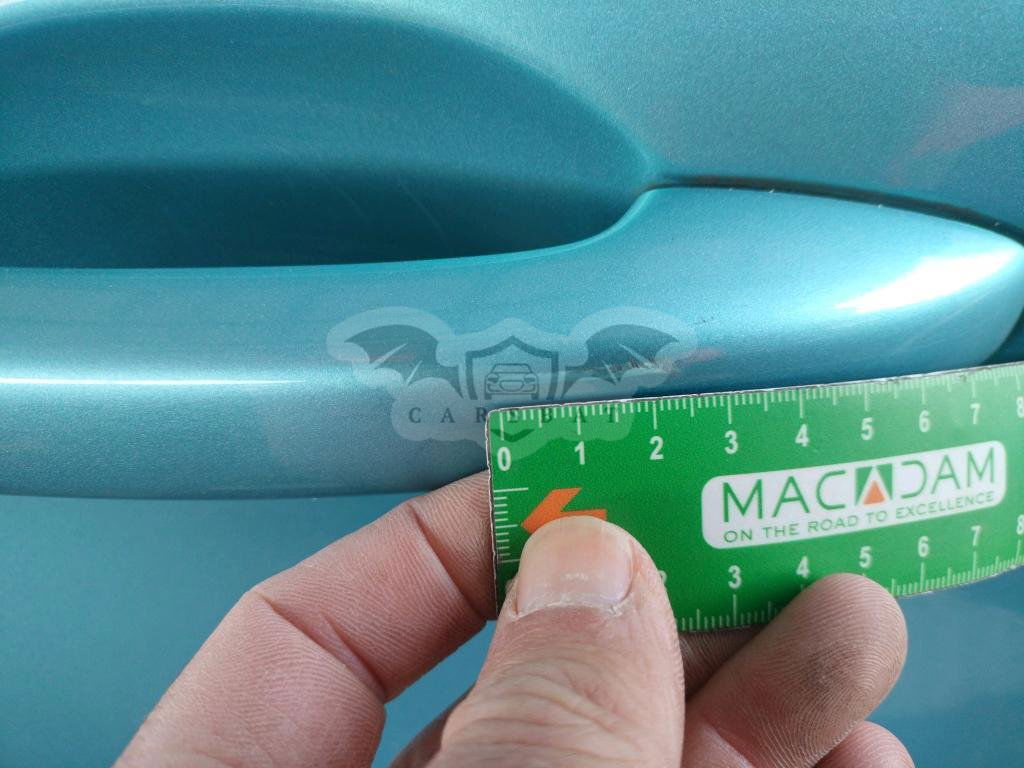 CARSBAT
0 1 2 3 4 5 6 7 8
MACADAM
ON THE ROAD TO EXCELLENCE
3 4 5 6 7 8